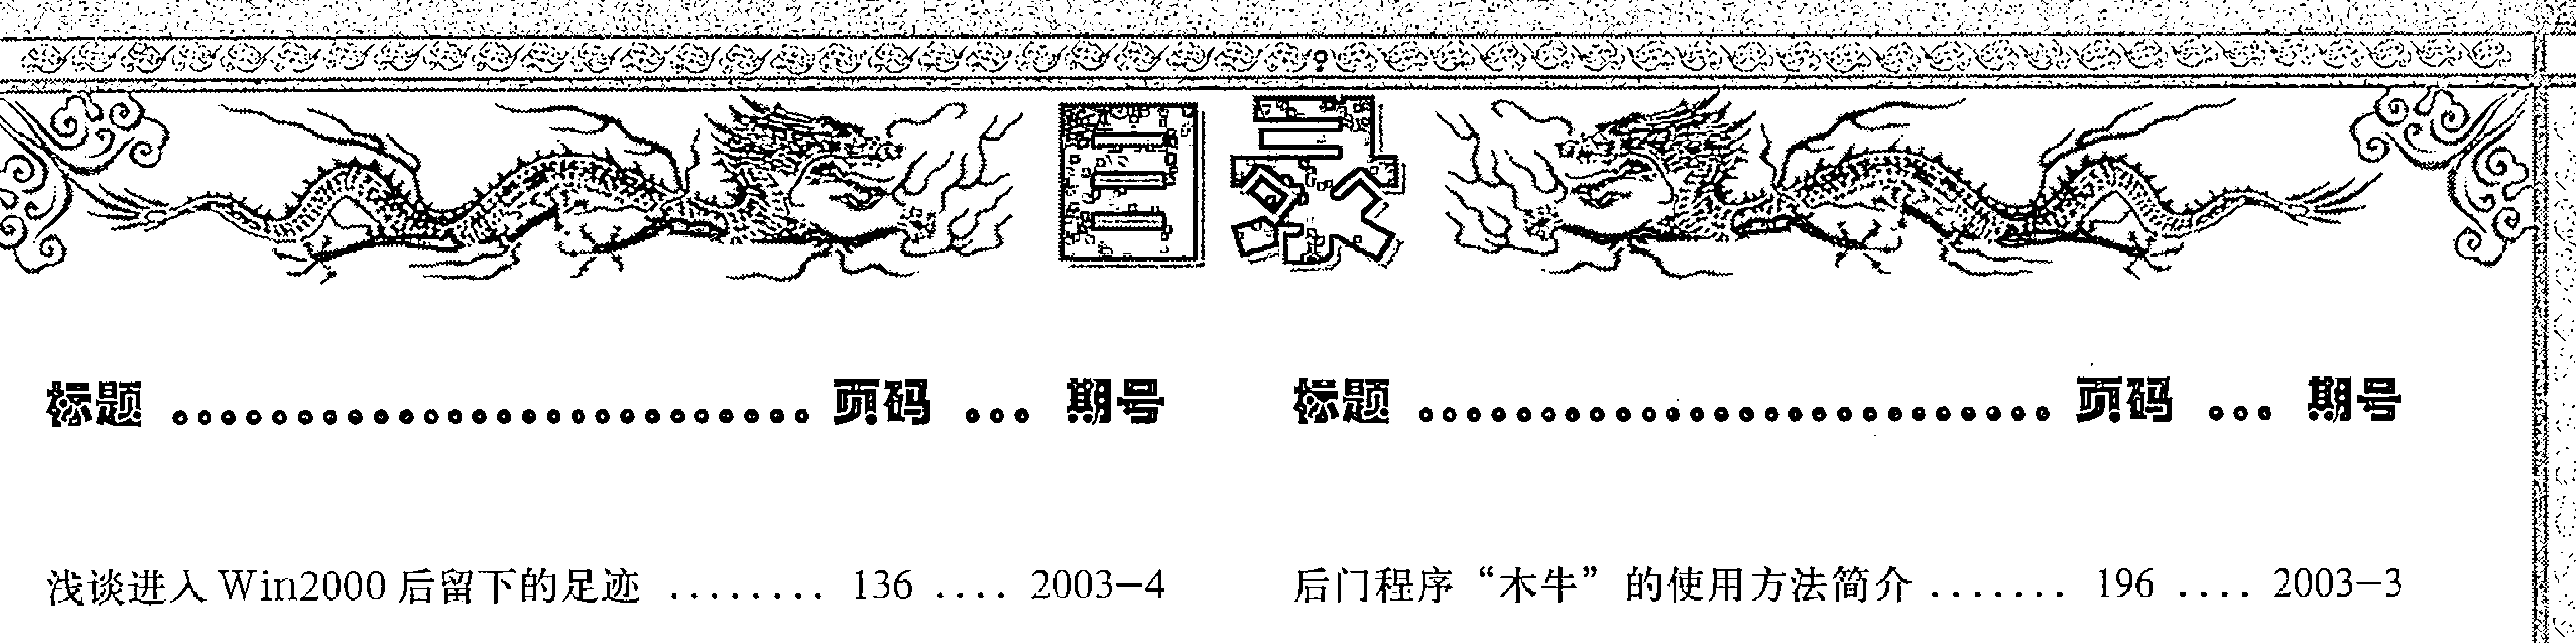 目录
标题 ......................... 页码 ... 期号
标题 ......................... 页码 ... 期号
浅谈进入 Win2000 后留下的足迹 ........ 136 .... 2003-4
后门程序“木牛”的使用方法简介 ....... 196 .... 2003-3